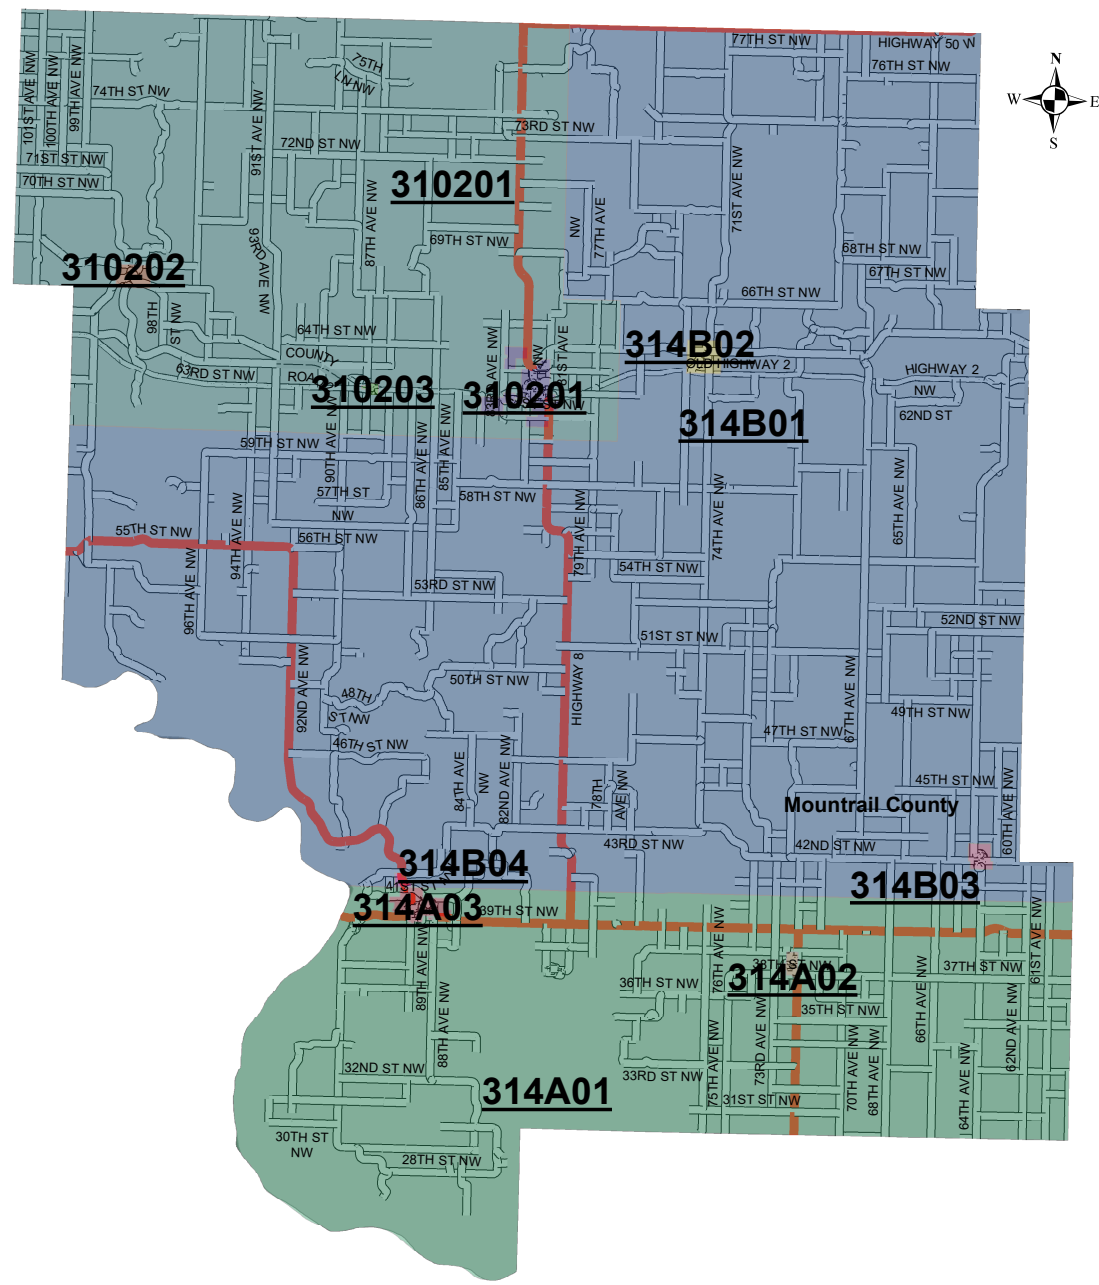 77TH ST NW
HIGHWAY 50 W
76TH ST NW
N
W
E
S
75TH
LN NW
74TH ST NW
101ST AVE NW
100TH AVE NW
99TH AVE NW
91ST AVE NW
73RD ST NW
72ND ST NW
71ST ST NW
70TH ST NW
310201
87TH AVE NW
71ST AVE NW
NW
77TH AVE
69TH ST NW
93RD AVE NW
68TH ST NW
67TH ST NW
310202
66TH ST NW
98TH
ST NW
64TH ST NW
COUNTY
ROAD
63RD ST NW
NW
81ST AVE
314B02
OLD HIGHWAY 2
HIGHWAY 2
NW
62ND ST
310203
310201
NW
314B01
59TH ST NW
90TH AVE NW
86TH AVE NW
85TH AVE NW
57TH ST
NW
58TH ST NW
56TH ST NW
55TH ST NW
94TH AVE NW
96TH AVE NW
79TH AVE NW
74TH AVE NW
65TH AVE NW
54TH ST NW
53RD ST NW
52ND ST NW
51ST ST NW
50TH ST NW
HIGHWAY 8
92ND AVE NW
48TH
ST NW
67TH AVE NW
49TH ST NW
47TH ST NW
46TH ST NW
84TH AVE
NW
82ND AVE NW
78TH
AVE NW
45TH ST NW
60TH AVE NW
Mountrail County
43RD ST NW
42ND ST NW
314B04
314B03
41ST ST
314A03
39TH ST NW
89TH AVE NW
88TH AVE NW
76TH AVE NW
38TH ST NW
314A02
37TH ST NW
61ST AVE NW
66TH AVE NW
36TH ST NW
35TH ST NW
73RD AVE NW
75TH AVE NW
70TH AVE NW
68TH AVE NW
64TH AVE NW
62ND AVE NW
33RD ST NW
32ND ST NW
314A01
31ST ST NW
30TH ST
NW
28TH ST NW